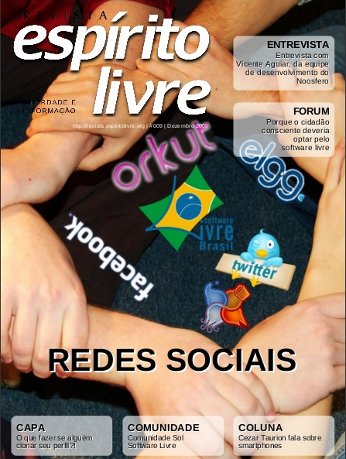 REVISTA
espírito
livre
LIBERDADE E
INFORMAÇÃO
http://revista.espiritolivre.org | #009 | Dezembro 2009
ENTREVISTA
Entrevista com
Vicente Aguiar, da equipe
de desenvolvimento do
Noosfero
FORUM
Porque o cidadão
consciente deveria
optar pelo
software livre
orkut
elgg.
software
livre
Brasil
facebook
twitter
REDES SOCIAIS
CAPA
O que fazer se alguém
clonar seu perfil?!
COMUNIDADE
Comunidade Sol
Software Livre
COLUNA
Cezar Taurion fala sobre
smartphones